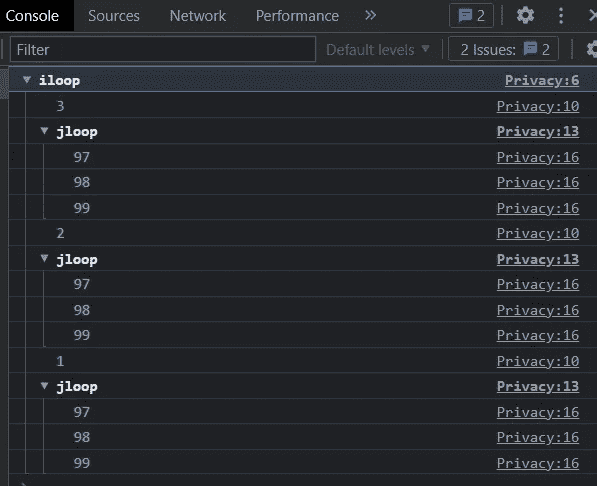 Console Sources Network Performance » 2
Filter Default levels ▼ 2 Issues: 2
▼ iloop Privacy:6
3 Privacy:10
▼ jloop Privacy:13
97 Privacy:16
98 Privacy:16
99 Privacy:16
2 Privacy:10
▼ jloop Privacy:13
97 Privacy:16
98 Privacy:16
99 Privacy:16
1 Privacy:10
▼ jloop Privacy:13
97 Privacy:16
98 Privacy:16
99 Privacy:16